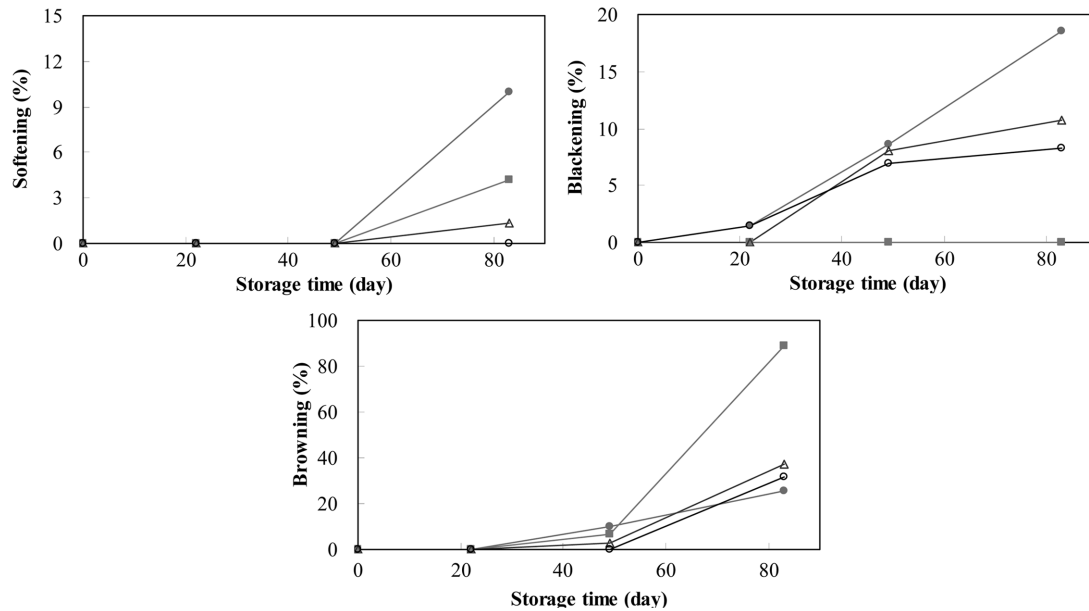 Softening (%)
15
12
9
6
3
0
0 20 40 60 80
Storage time (day)
Blackening (%)
20
15
10
5
0
0 20 40 60 80
Storage time (day)
Browning (%)
100
80
60
40
20
0
0 20 40 60 80
Storage time (day)